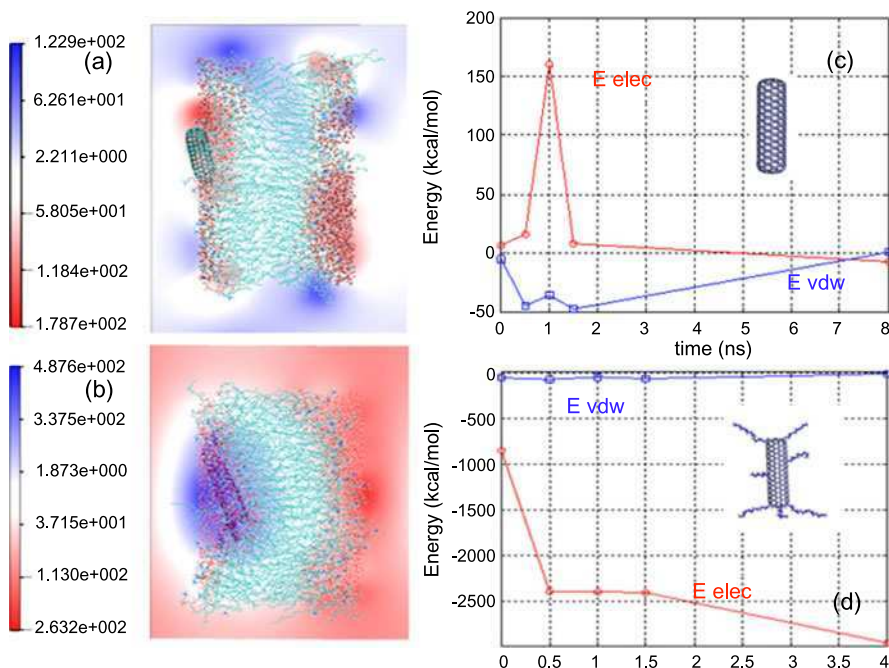 (a)
1.229e+002
6.261e+001
2.211e+000
5.805e+001
1.184e+002
1.787e+002
(b)
4.876e+002
3.375e+002
1.873e+000
3.715e+001
1.130e+002
2.632e+002
(c)
Energy (kcal/mol)
200
150
100
50
0
-50
E elec
E vdw
0 1 2 3 4 5 6 7 8
time (ns)
Energy (kcal/mol)
0
-500
-1000
-1500
-2000
-2500
E vdw
E elec
(d)
0 0.5 1 1.5 2 2.5 3 3.5 4